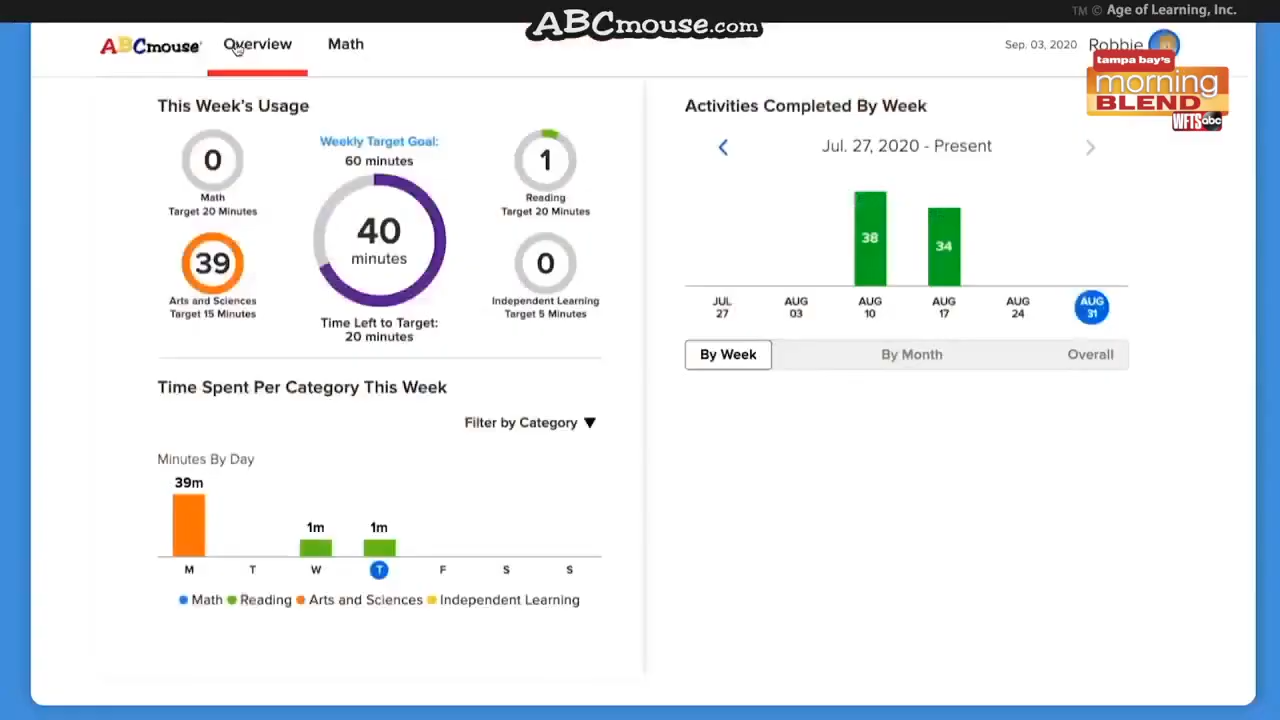 TM © Age of Learning, Inc.
ABCmouse.com
ABCmouse
Overview
Math
Sep. 03, 2020
Robbie
tampa bay's
morning
BLEND
WFTS abc
This Week's Usage
0
Math
Target 20 Minutes
39
Arts and Sciences
Target 15 Minutes
Weekly Target Goal:
60 minutes
40
minutes
Time Left to Target:
20 minutes
1
Reading
Target 20 Minutes
0
Independent Learning
Target 5 Minutes
Time Spent Per Category This Week
Filter by Category ▼
Minutes By Day
39m
1m
1m
M T W T F S S
Math Reading Arts and Sciences Independent Learning
Activities Completed By Week
Jul. 27, 2020 - Present
38
34
JUL 27
AUG 03
AUG 10
AUG 17
AUG 24
AUG 31
By Week
By Month
Overall